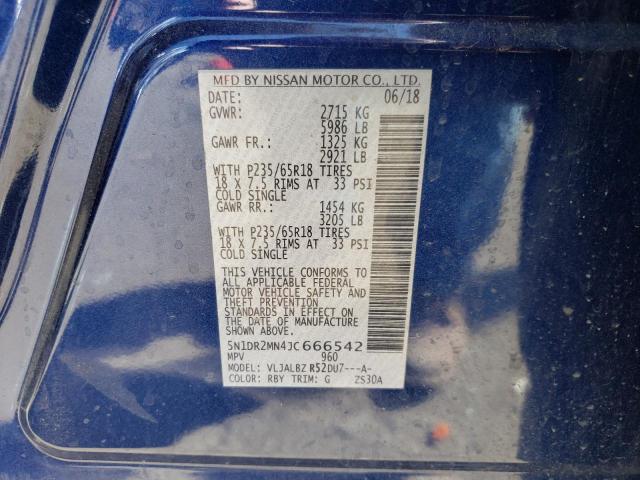 MFD BY NISSAN MOTOR CO., LTD.
DATE: 06/18
GVWR: 2715 KG
5986 LB
GAWR FR.: 1325 KG
2921 LB
WITH P235/65R18 TIRES
18 X 7.5 RIMS AT 33 PSI
COLD SINGLE
GAWR RR.: 1454 KG
3205 LB
WITH P235/65R18 TIRES
18 X 7.5 RIMS AT 33 PSI
COLD SINGLE
THIS VEHICLE CONFORMS TO
ALL APPLICABLE FEDERAL
MOTOR VEHICLE SAFETY AND
THEFT PREVENTION
STANDARDS IN EFFECT ON
THE DATE OF MANUFACTURE
SHOWN ABOVE.
5N1DR2MN4JC666542
MPV 960
MODEL: VLJALBZ R52DU7---A-
COLOR: RBY TRIM: G ZS30A